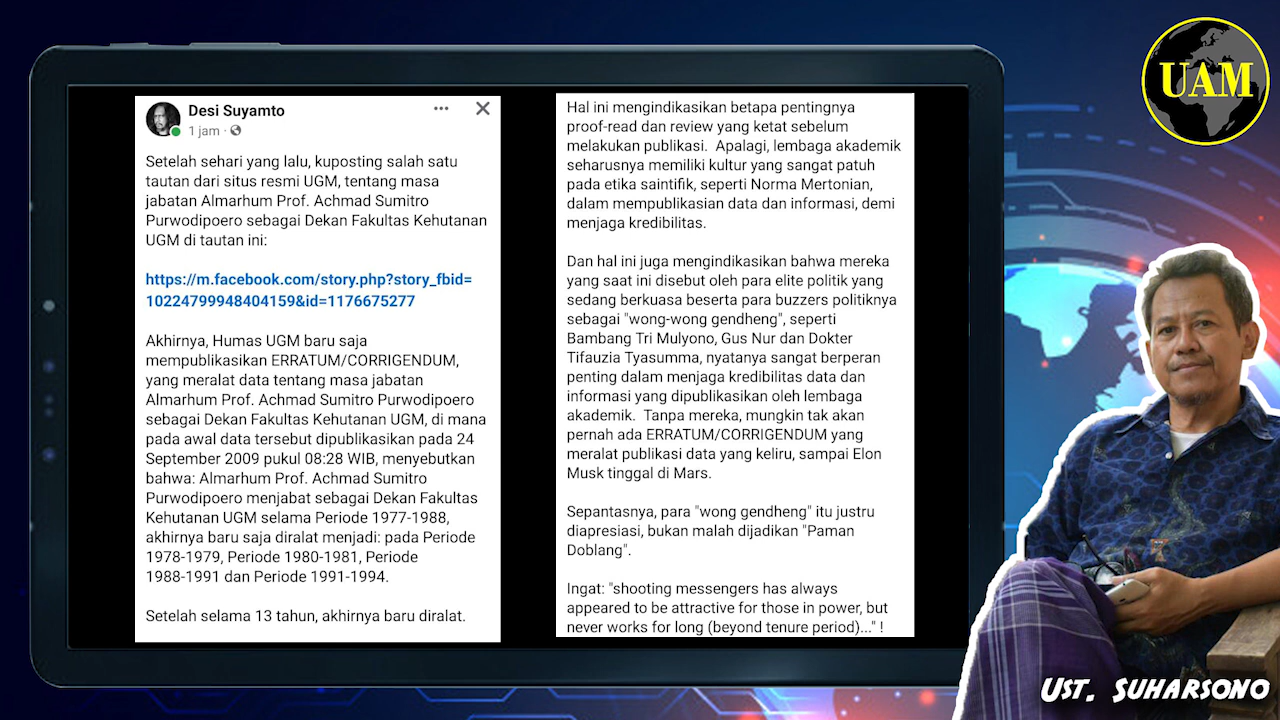 Desi Suyamto
1 jam
Setelah sehari yang lalu, kuposting salah satu
tautan dari situs resmi UGM, tentang masa
jabatan Almarhum Prof. Achmad Sumitro
Purwodipoero sebagai Dekan Fakultas Kehutanan
UGM di tautan ini:
https://m.facebook.com/story.php?story_fbid=
10224799948404159&id=1176675277
Akhirnya, Humas UGM baru saja
mempublikasikan ERRATUM/CORRIGENDUM,
yang meralat data tentang masa jabatan
Almarhum Prof. Achmad Sumitro Purwodipoero
sebagai Dekan Fakultas Kehutanan UGM, di mana
pada awal data tersebut dipublikasikan pada 24
September 2009 pukul 08:28 WIB, menyebutkan
bahwa: Almarhum Prof. Achmad Sumitro
Purwodipoero menjabat sebagai Dekan Fakultas
Kehutanan UGM selama Periode 1977-1988,
akhirnya baru saja diralat menjadi: pada Periode
1978-1979, Periode 1980-1981, Periode
1988-1991 dan Periode 1991-1994.
Setelah selama 13 tahun, akhirnya baru diralat.
Hal ini mengindikasikan betapa pentingnya
proof-read dan review yang ketat sebelum
melakukan publikasi. Apalagi, lembaga akademik
seharusnya memiliki kultur yang sangat patuh
pada etika saintifik, seperti Norma Mertonian,
dalam mempublikasian data dan informasi, demi
menjaga kredibilitas.
Dan hal ini juga mengindikasikan bahwa mereka
yang saat ini disebut oleh para elite politik yang
sedang berkuasa beserta para buzzers politiknya
sebagai "wong-wong gendheng", seperti
Bambang Tri Mulyono, Gus Nur dan Dokter
Tifauzia Tyasumma, nyatanya sangat berperan
penting dalam menjaga kredibilitas data dan
informasi yang dipublikasikan oleh lembaga
akademik. Tanpa mereka, mungkin tak akan
pernah ada ERRATUM/CORRIGENDUM yang
meralat publikasi data yang keliru, sampai Elon
Musk tinggal di Mars.
Sepantasnya, para "wong gendheng" itu justru
diapresiasi, bukan malah dijadikan "Paman
Doblang".
Ingat: "shooting messengers has always
appeared to be attractive for those in power, but
never works for long (beyond tenure period)..." !
UAM
UST. SUHARSONO